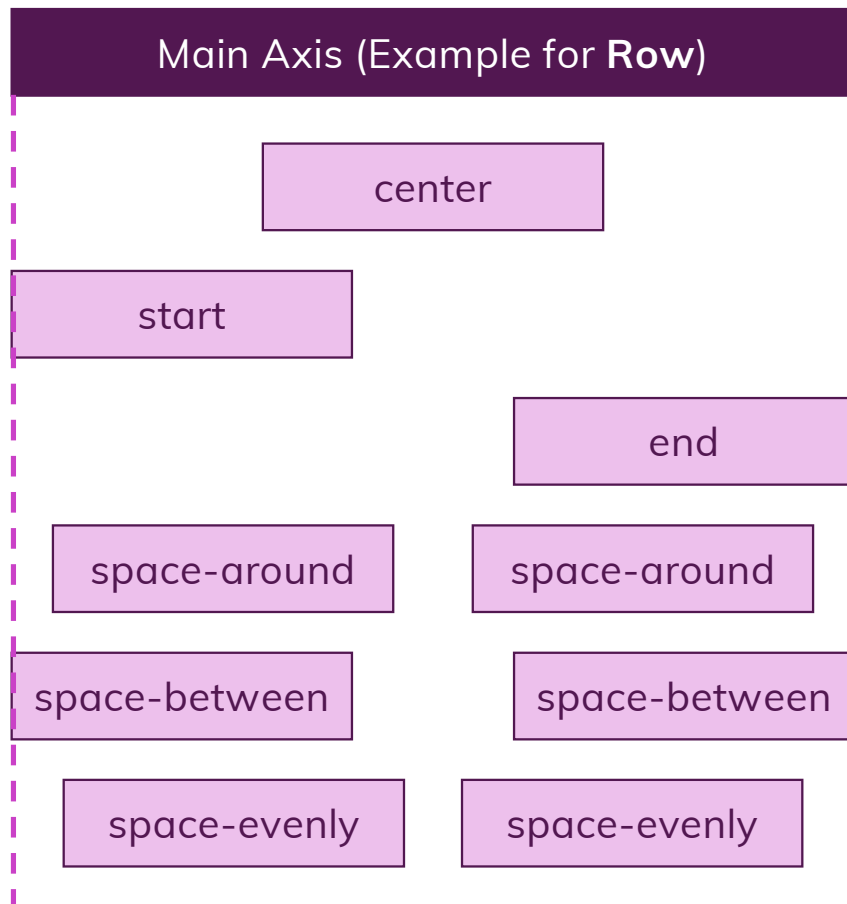 Main Axis (Example for Row)
center
start
end
space-around space-around
space-between space-between
space-evenly space-evenly